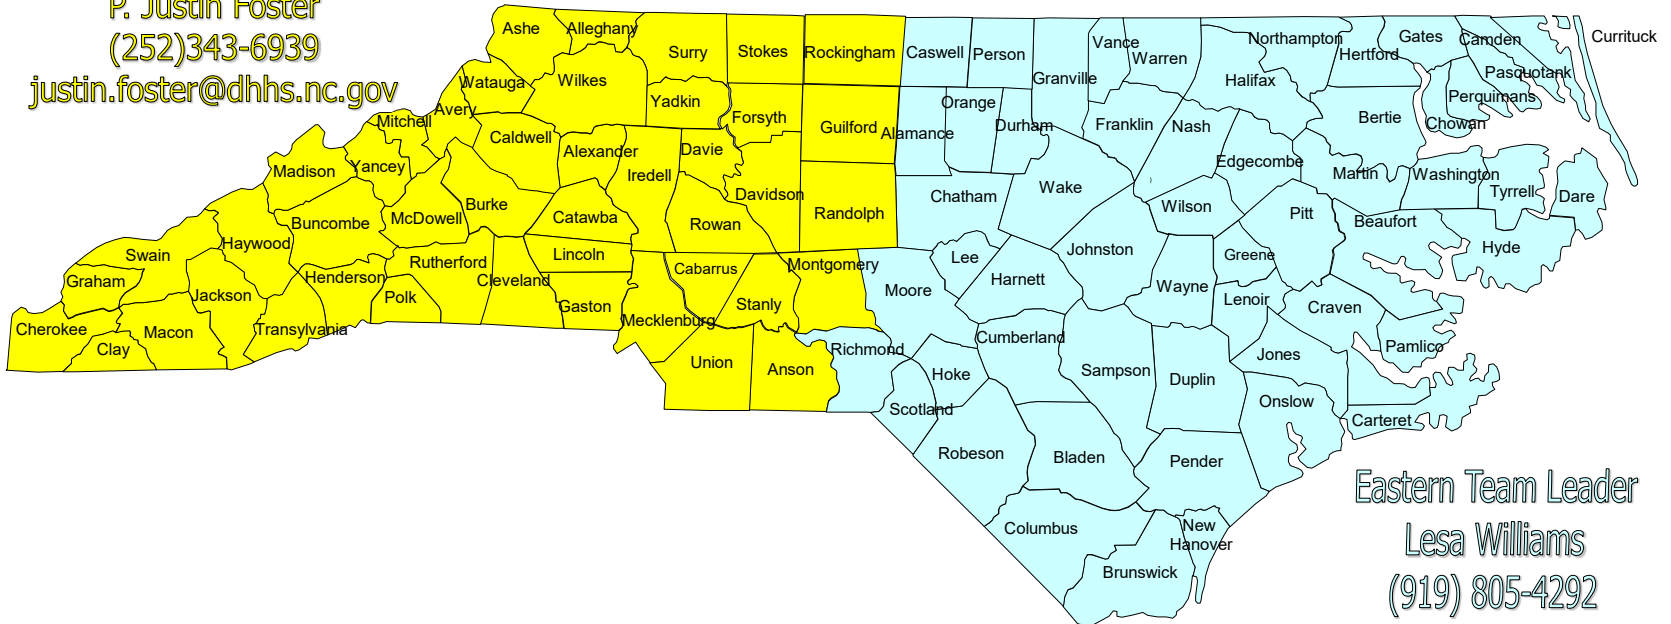 P. Justin Foster
(252)343-6939
justin.foster@dhhs.nc.gov
Ashe
Alleghany
Surry
Stokes
Rockingham
Caswell
Person
Granville
Vance
Warren
Northampton
Hertford
Gates
Camden
Currituck
Pasquotank
Perquimans
Chowan
Watauga
Wilkes
Yadkin
Forsyth
Guilford
Alamance
Orange
Durham
Franklin
Nash
Halifax
Bertie
Mitchell
Avery
Caldwell
Alexander
Iredell
Davie
Edgecombe
Martin
Washington
Tyrrell
Dare
Madison
Yancey
McDowell
Burke
Catawba
Rowan
Davidson
Randolph
Chatham
Wake
Wilson
Pitt
Beaufort
Hyde
Buncombe
Haywood
Swain
Graham
Jackson
Henderson
Rutherford
Polk
Cleveland
Lincoln
Gaston
Cabarrus
Stanly
Montgomery
Moore
Lee
Harnett
Johnston
Wayne
Greene
Lenoir
Craven
Pamlico
Cherokee
Clay
Macon
Transylvania
Mecklenburg
Union
Anson
Richmond
Hoke
Scotland
Cumberland
Sampson
Duplin
Jones
Onslow
Carteret
Robeson
Bladen
Pender
Columbus
New
Hanover
Brunswick
Eastern Team Leader
Lesa Williams
(919) 805-4292